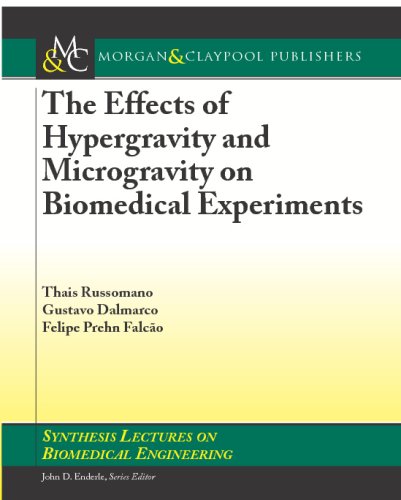 M&C MORGAN&CLAYPOOL PUBLISHERS
The Effects of
Hypergravity and
Microgravity on
Biomedical Experiments
Thais Russomano
Gustavo Dalmarco
Felipe Prehn Falcão
SYNTHESIS LECTURES ON
BIOMEDICAL ENGINEERING
John D. Enderle, Series Editor